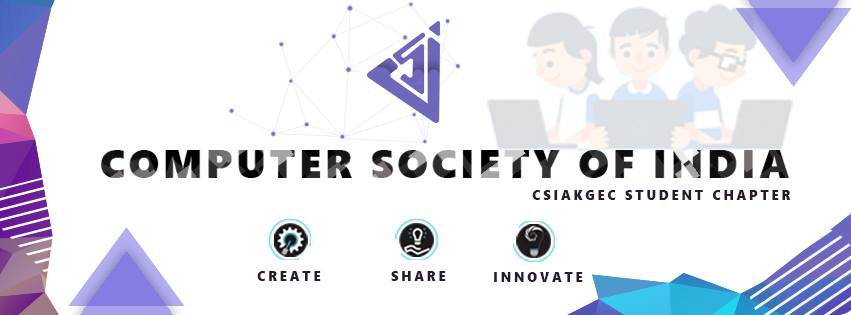 COMPUTER SOCIETY OF INDIA
CSIAKGEC STUDENT CHAPTER
CREATE SHARE INNOVATE